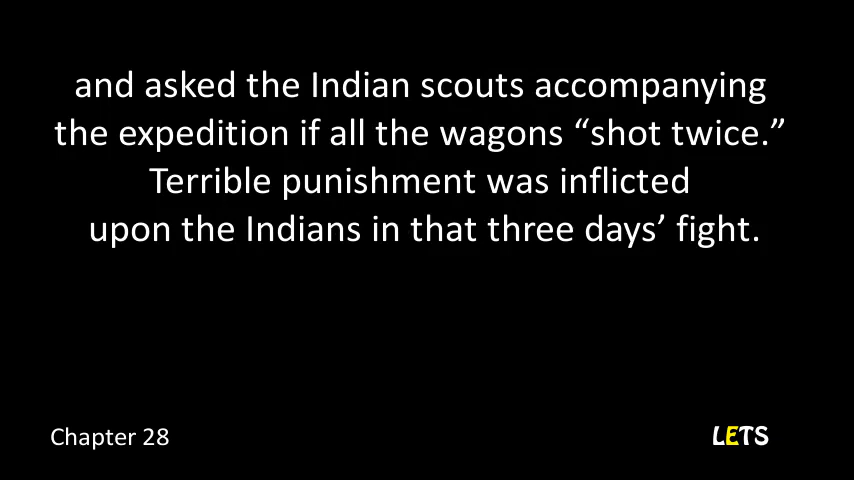 and asked the Indian scouts accompanying
the expedition if all the wagons “shot twice.”
Terrible punishment was inflicted
upon the Indians in that three days’ fight.
Chapter 28
LETS